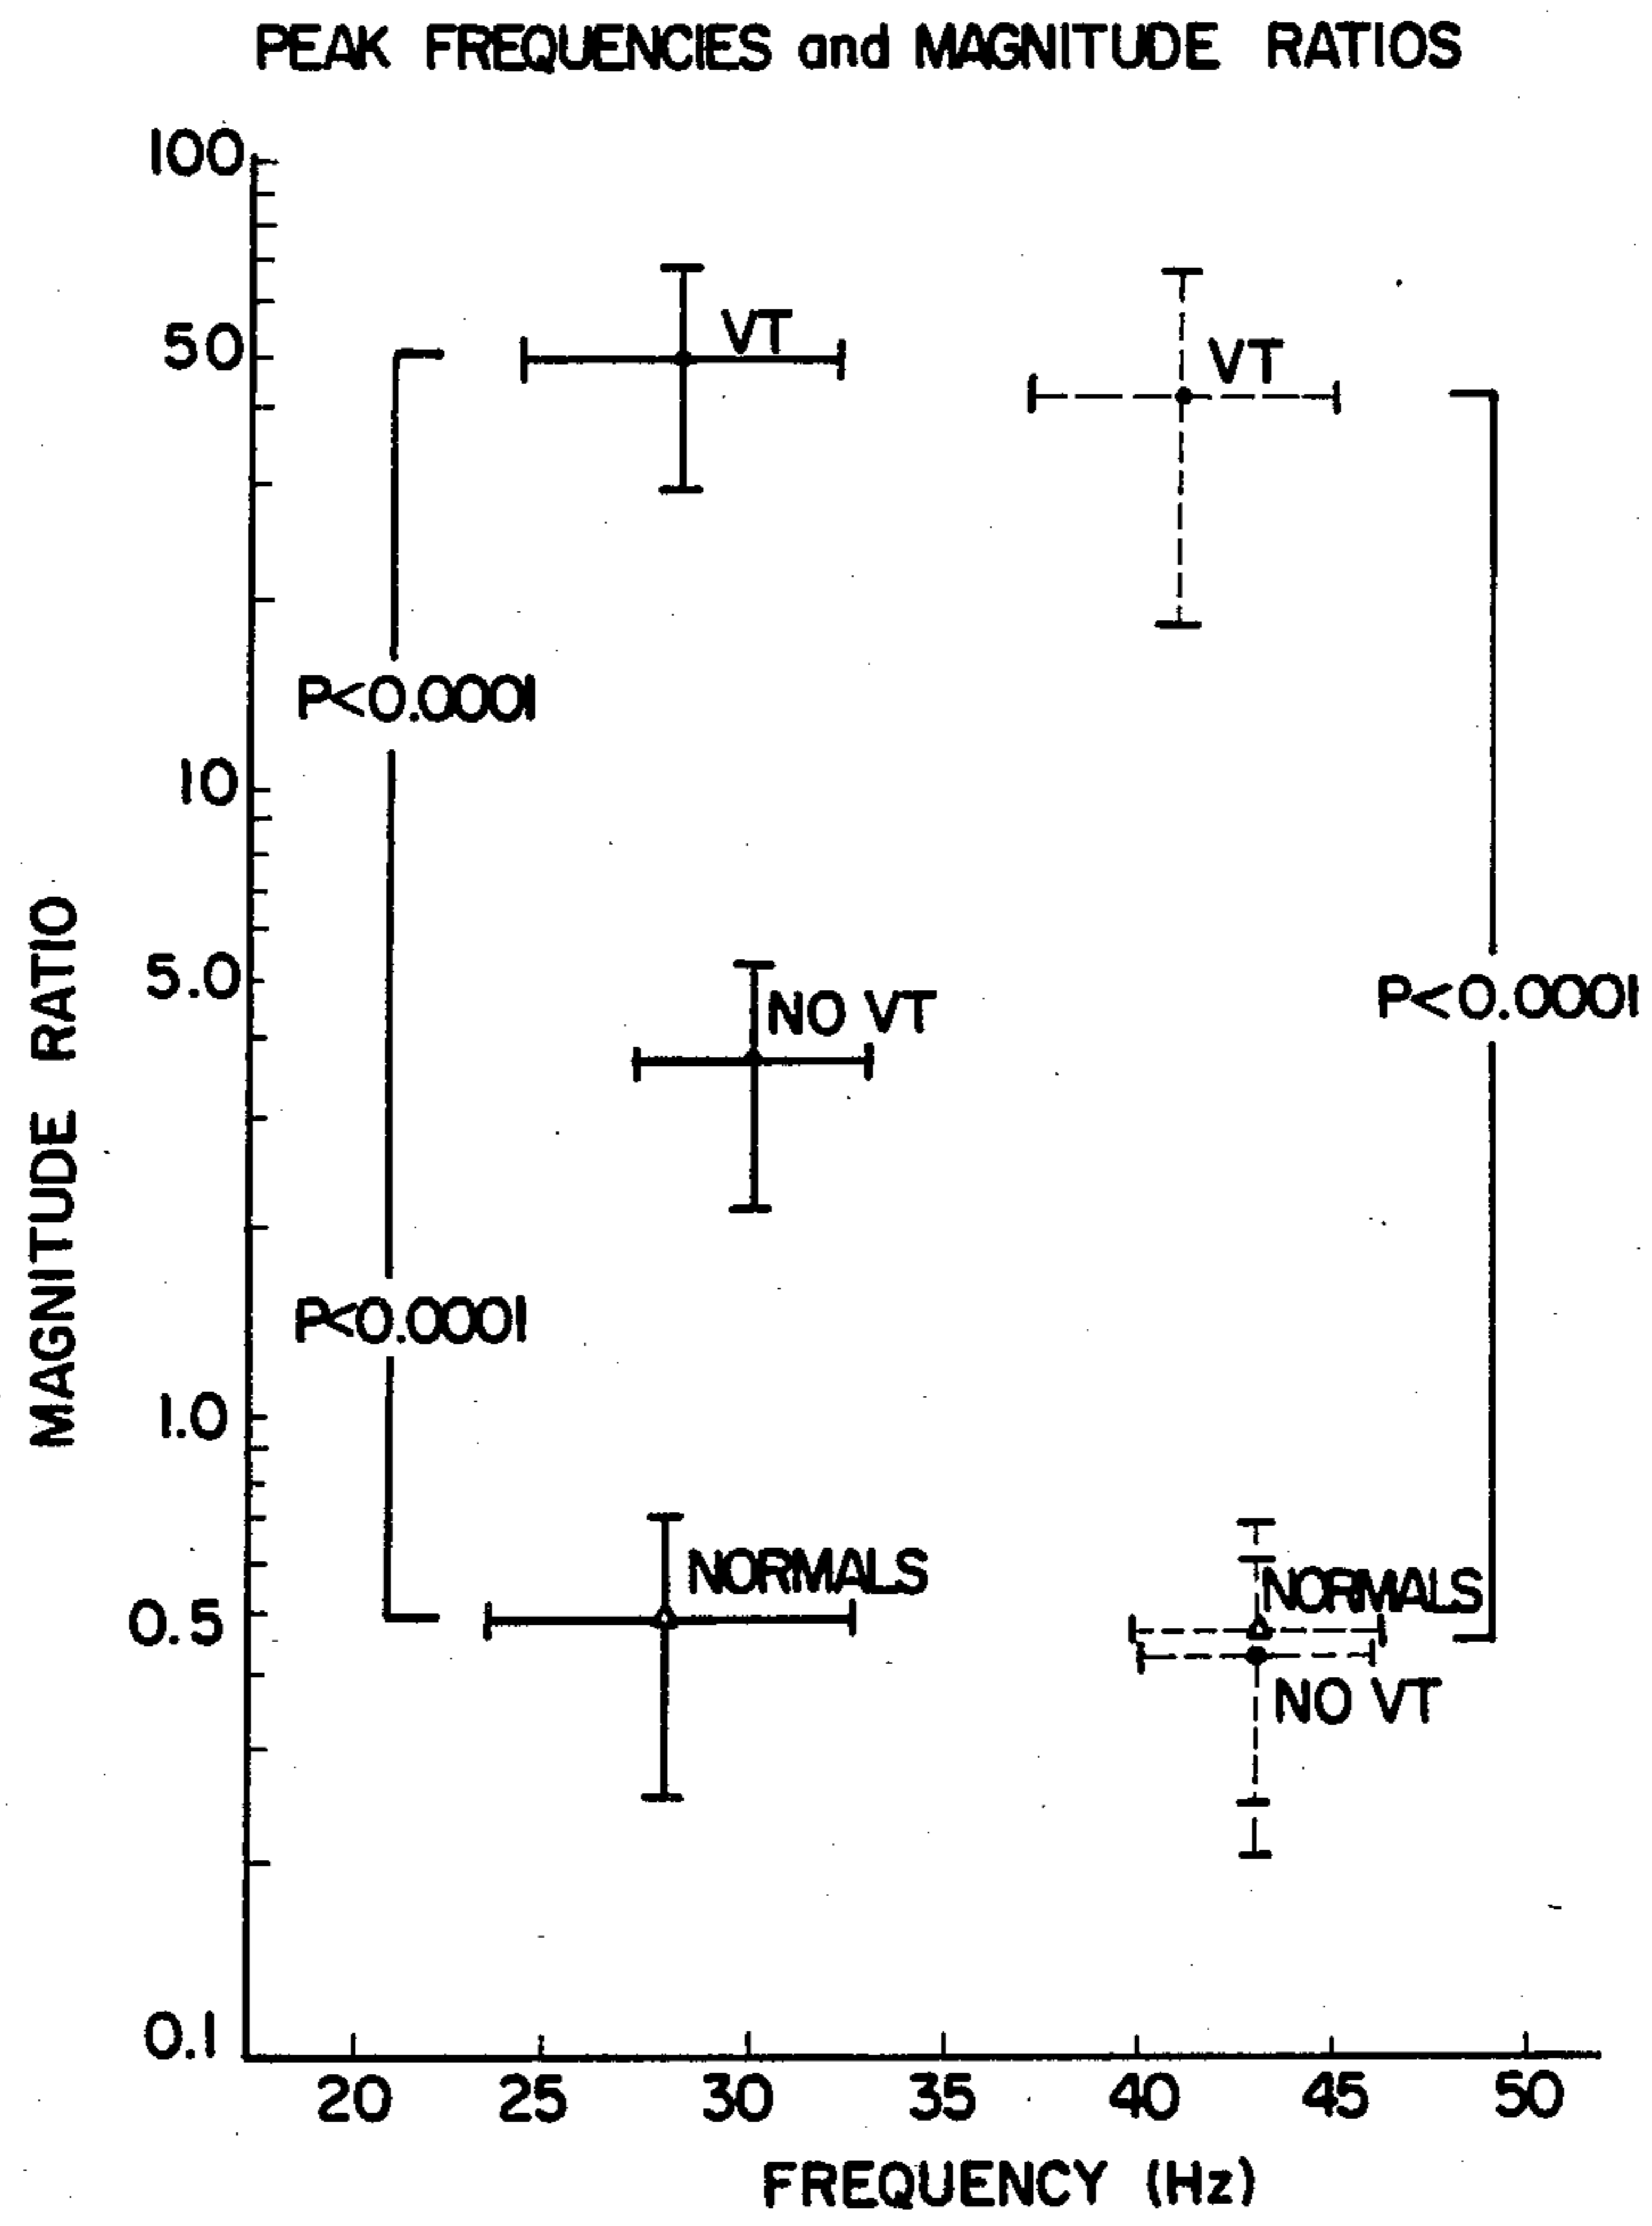 PEAK FREQUENCIES and MAGNITUDE RATIOS
100
50
10
5.0
1.0
0.5
0.1
MAGNITUDE RATIO
VT
VT
P<0.0001
NO VT
P<0.0001
P<0.0001
NORMALS
NORMALS
NO VT
20 25 30 35 40 45 50
FREQUENCY (Hz)